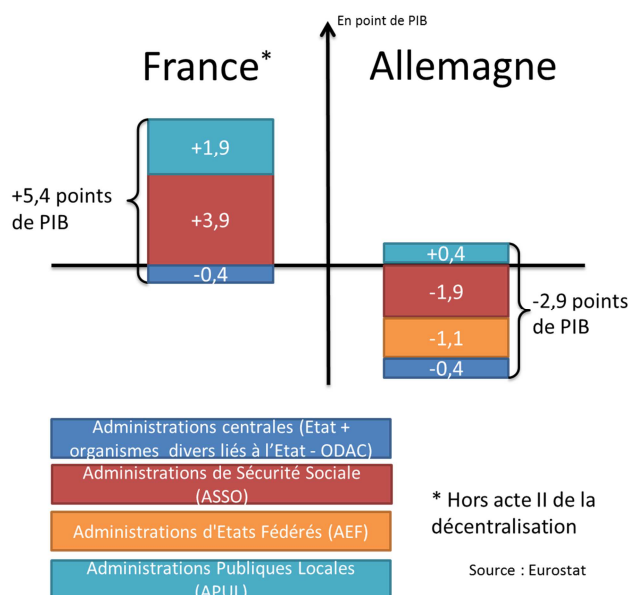 En point de PIB
France*
Allemagne
+1,9
+3,9
-0,4
+5,4 points
de PIB
+0,4
-1,9
-1,1
-0,4
-2,9 points
de PIB
Administrations centrales (Etat +
organismes divers liés à l'Etat - ODAC)
Administrations de Sécurité Sociale
(ASSO)
Administrations d'Etats Fédérés (AEF)
Administrations Publiques Locales
(APUL)
* Hors acte II de la
décentralisation
Source : Eurostat